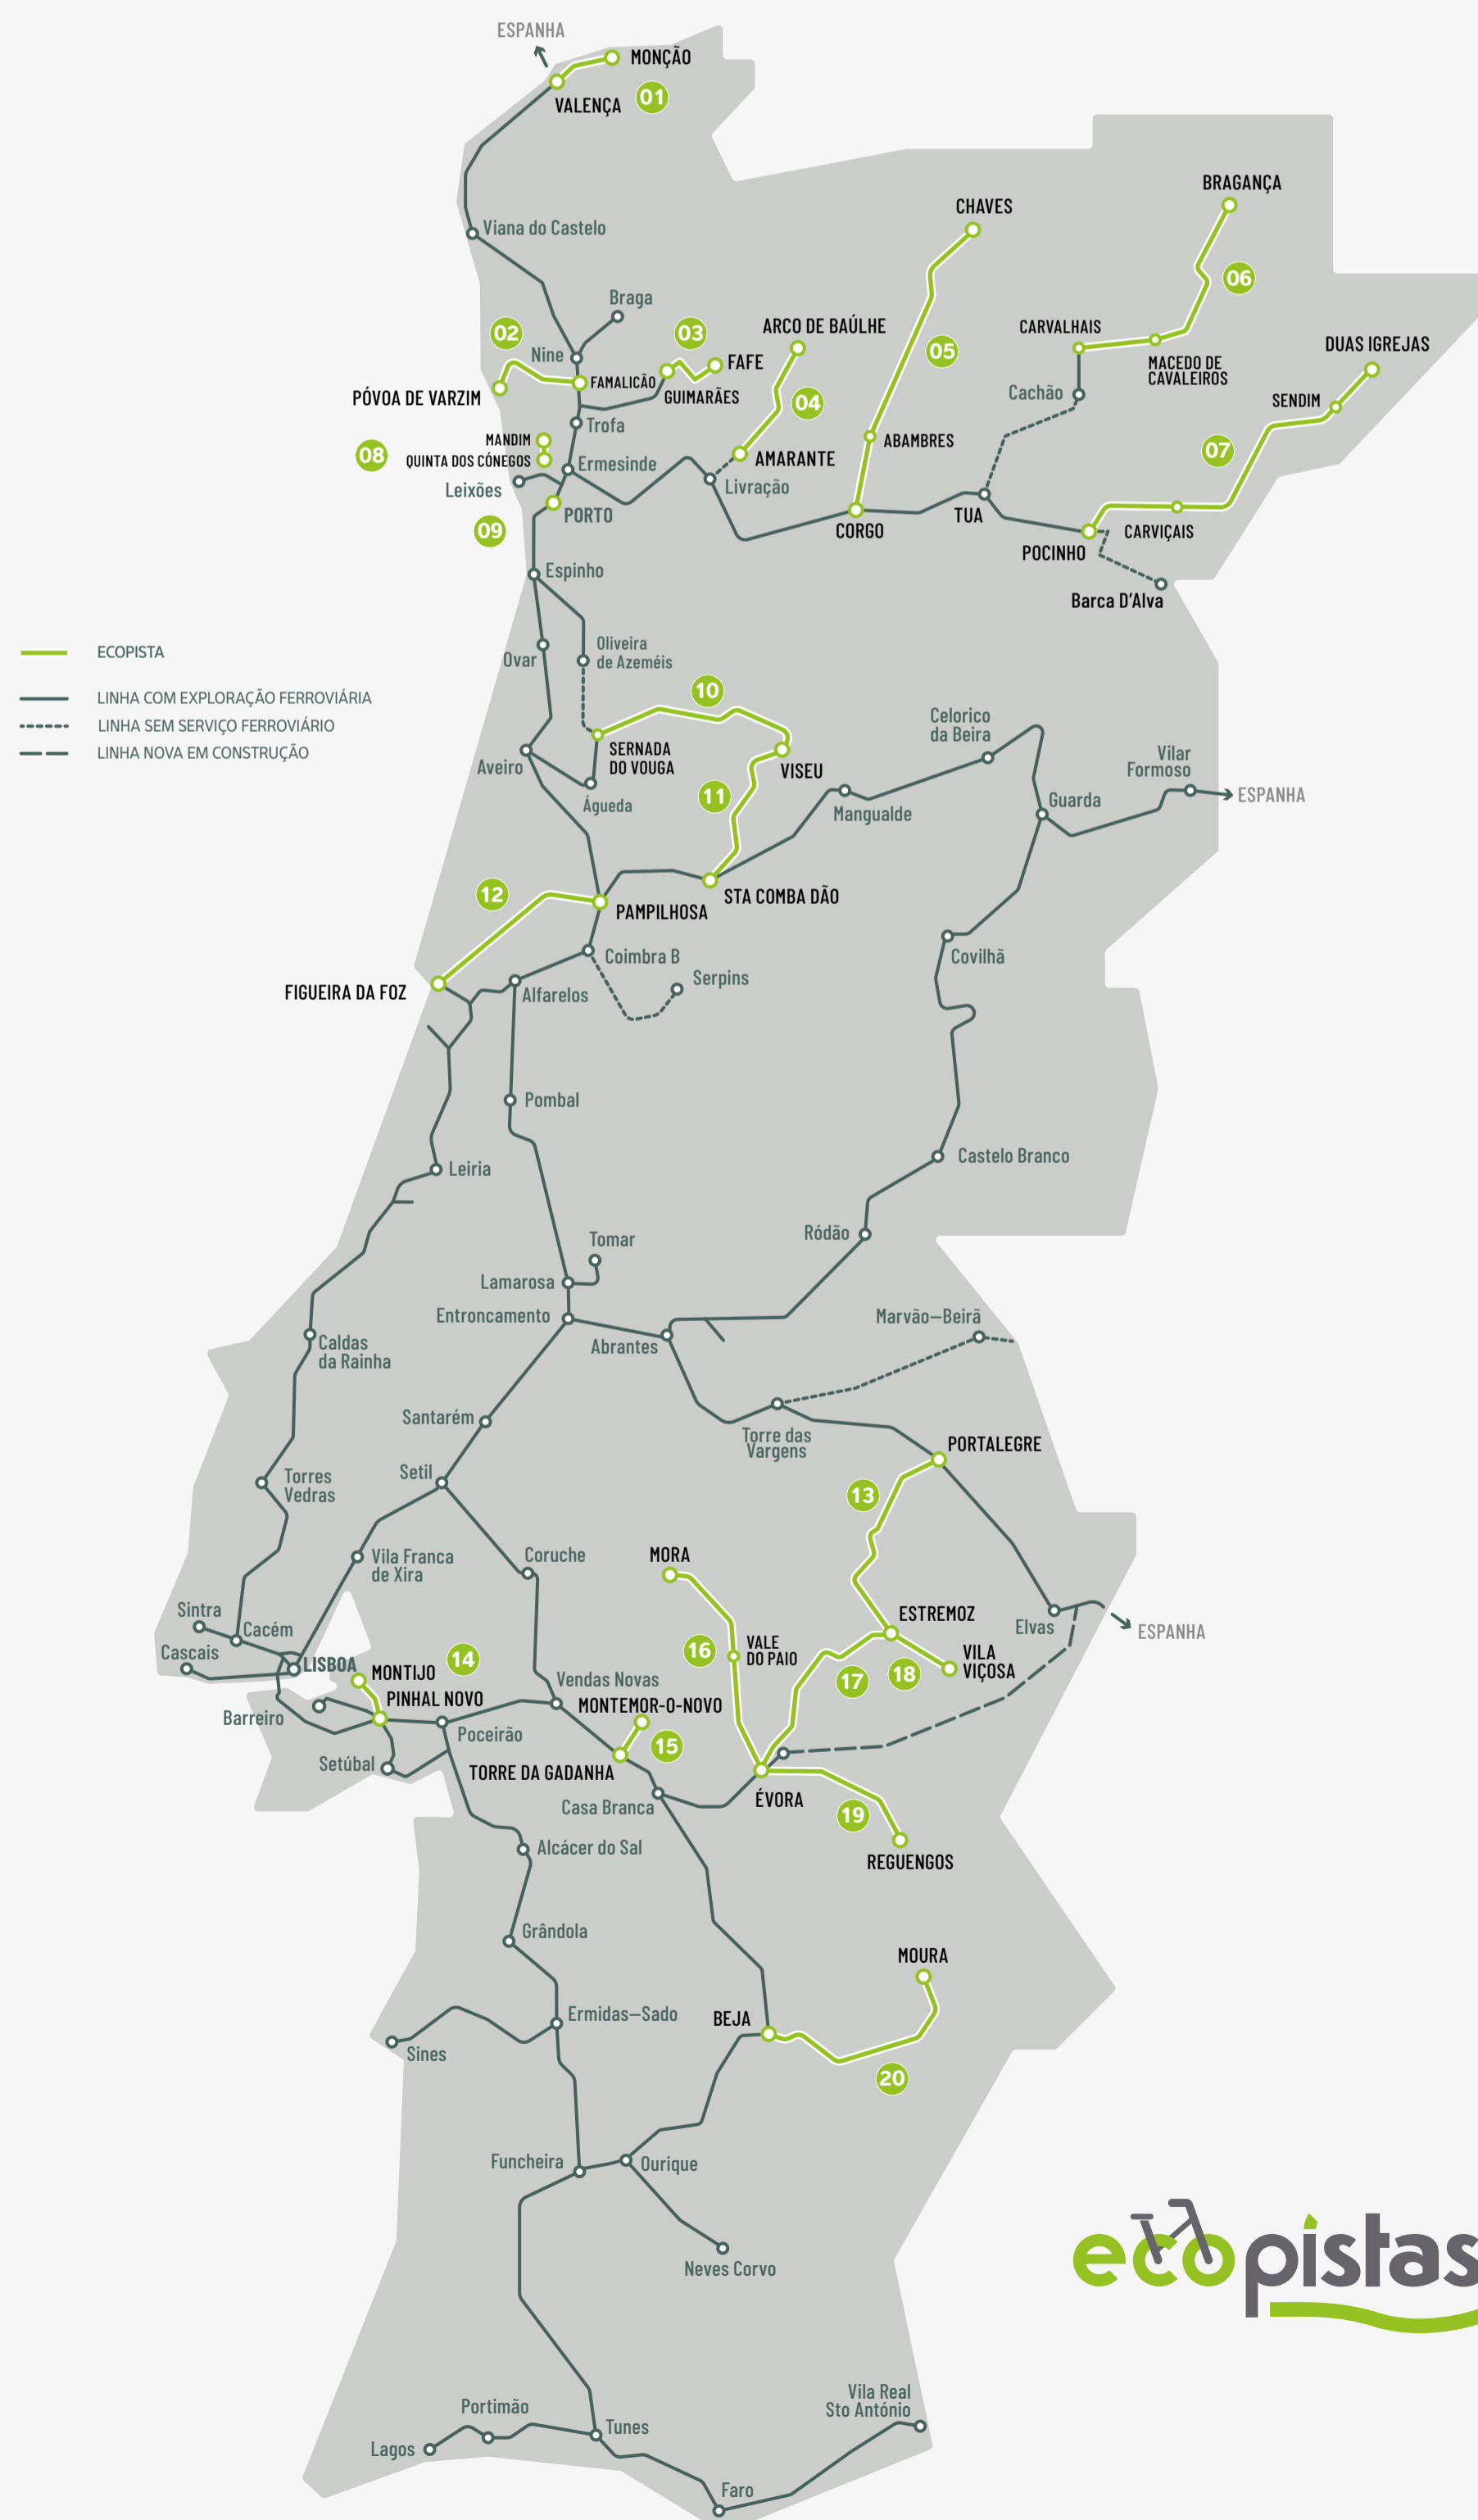 ESPANHA
MONÇÃO
01
VALENÇA
BRAGANÇA
CHAVES
Viana do Castelo
06
Braga
02
03
ARCO DE BAÚLHE
CARVALHAIS
DUAS IGREJAS
Nine
FAFE
05
MACEDO DE
CAVALEIROS
FAMALICÃO
Cachão
PÓVOA DE VARZIM
GUIMARÃES
04
SENDIM
Trofa
MANDIM
ABAMBRES
08
QUINTA DOS CÓNEGOS
Ermesinde
AMARANTE
07
Leixões
Livração
PORTO
TUA
09
CORGO
CARVIÇAIS
POCINHO
Espinho
Barca D'Alva
ECOPISTA
Oliveira
de Azeméis
Ovar
LINHA COM EXPLORAÇÃO FERROVIÁRIA
10
LINHA SEM SERVIÇO FERROVIÁRIO
Celorico
da Beira
LINHA NOVA EM CONSTRUÇÃO
SERNADA
DO VOUGA
Vilar
Formoso
Aveiro
VISEU
11
ESPANHA
Águeda
Guarda
Mangualde
12
STA COMBA DÃO
PAMPILHOSA
Coimbra B
Covilhã
Serpins
FIGUEIRA DA FOZ
Alfarelos
Pombal
Castelo Branco
Leiria
Ródão
Tomar
Lamarosa
Entroncamento
Marvão–Beirã
Caldas
da Rainha
Abrantes
Santarém
Torre das
Vargens
PORTALEGRE
Setil
Torres
Vedras
13
MORA
Coruche
Vila Franca
de Xira
Sintra
ESTREMOZ
Cacém
Elvas
ESPANHA
Cascais
16
VALE
DO PAIO
VILA
VIÇOSA
LISBOA
14
MONTIJO
17
18
Vendas Novas
PINHAL NOVO
MONTEMOR-O-NOVO
Barreiro
Poceirão
15
Setúbal
TORRE DA GADANHA
ÉVORA
Casa Branca
19
Alcácer do Sal
REGUENGOS
Grândola
MOURA
Ermidas–Sado
BEJA
Sines
20
Funcheira
Ourique
Neves Corvo
ecopistas
Vila Real
Sto António
Portimão
Tunes
Lagos
Faro